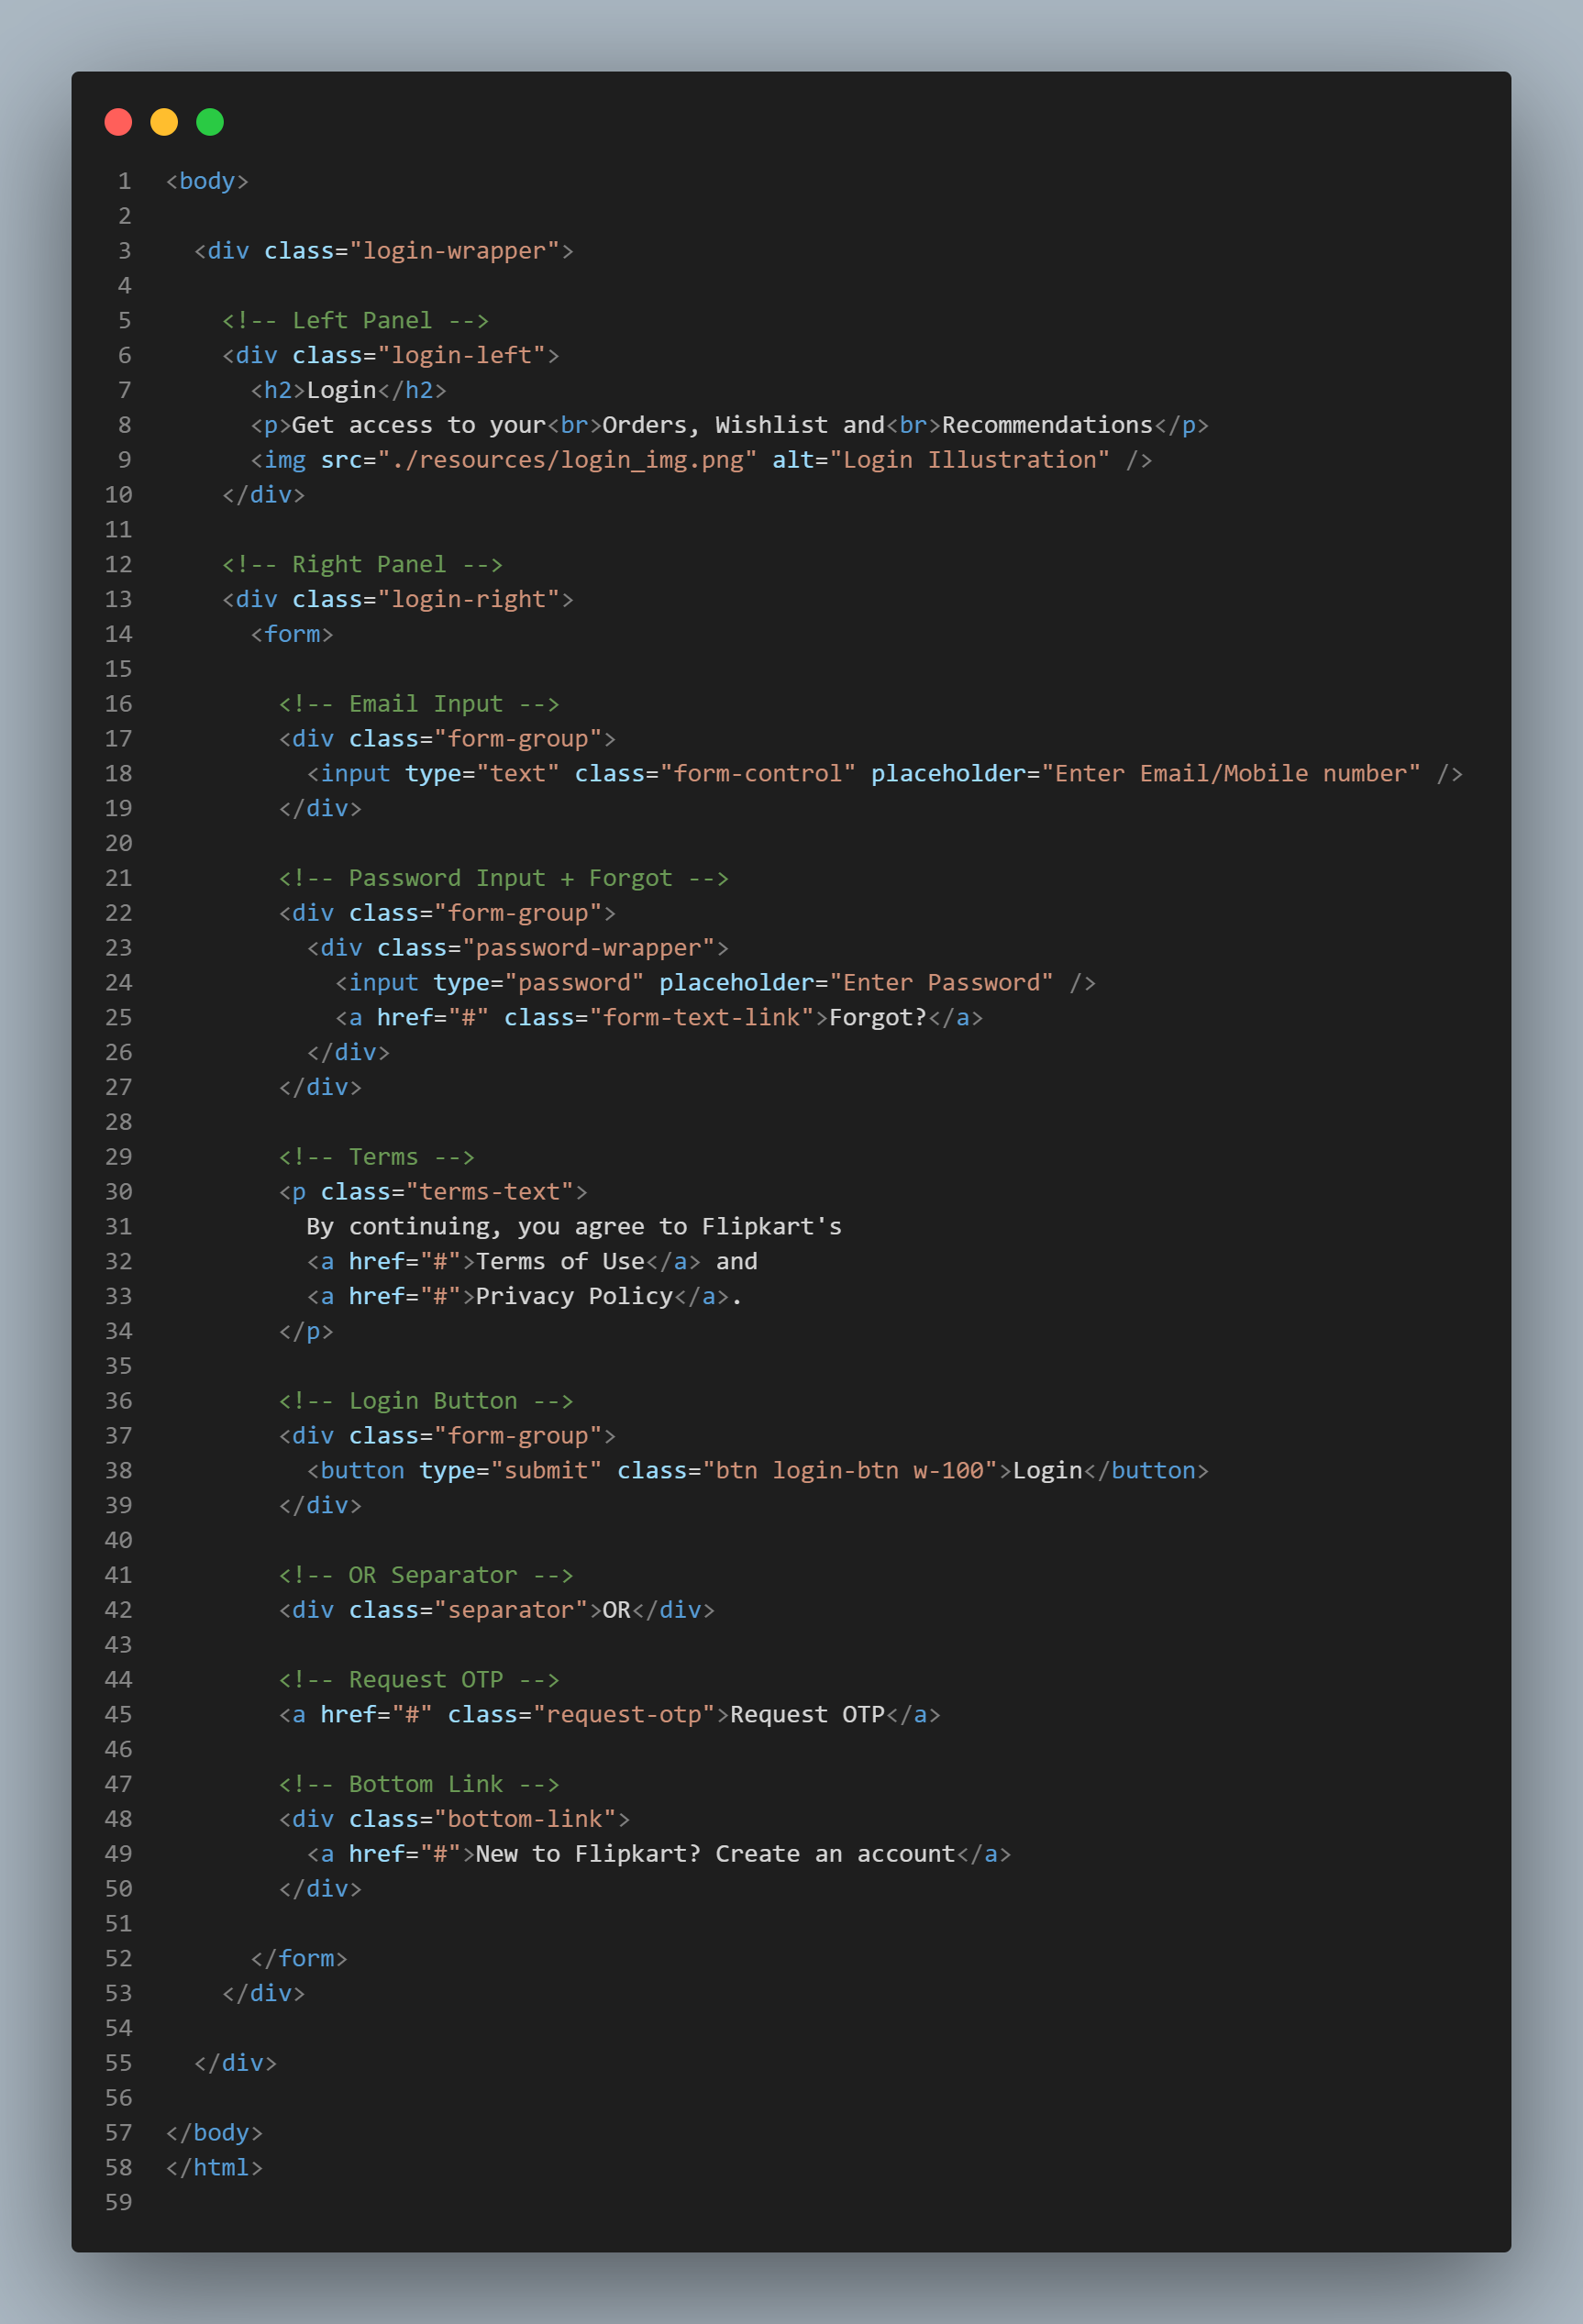 1 <body>
2
3   <div class="login-wrapper">
4
5     <!-- Left Panel -->
6     <div class="login-left">
7       <h2>Login</h2>
8       <p>Get access to your<br>Orders, Wishlist and<br>Recommendations</p>
9       <img src="./resources/login_img.png" alt="Login Illustration" />
10     </div>
11
12     <!-- Right Panel -->
13     <div class="login-right">
14       <form>
15
16         <!-- Email Input -->
17         <div class="form-group">
18           <input type="text" class="form-control" placeholder="Enter Email/Mobile number" />
19         </div>
20
21         <!-- Password Input + Forgot -->
22         <div class="form-group">
23           <div class="password-wrapper">
24             <input type="password" placeholder="Enter Password" />
25             <a href="#" class="form-text-link">Forgot?</a>
26           </div>
27         </div>
28
29         <!-- Terms -->
30         <p class="terms-text">
31           By continuing, you agree to Flipkart's
32           <a href="#">Terms of Use</a> and
33           <a href="#">Privacy Policy</a>.
34         </p>
35
36         <!-- Login Button -->
37         <div class="form-group">
38           <button type="submit" class="btn login-btn w-100">Login</button>
39         </div>
40
41         <!-- OR Separator -->
42         <div class="separator">OR</div>
43
44         <!-- Request OTP -->
45         <a href="#" class="request-otp">Request OTP</a>
46
47         <!-- Bottom Link -->
48         <div class="bottom-link">
49           <a href="#">New to Flipkart? Create an account</a>
50         </div>
51
52       </form>
53     </div>
54
55   </div>
56
57 </body>
58 </html>
59